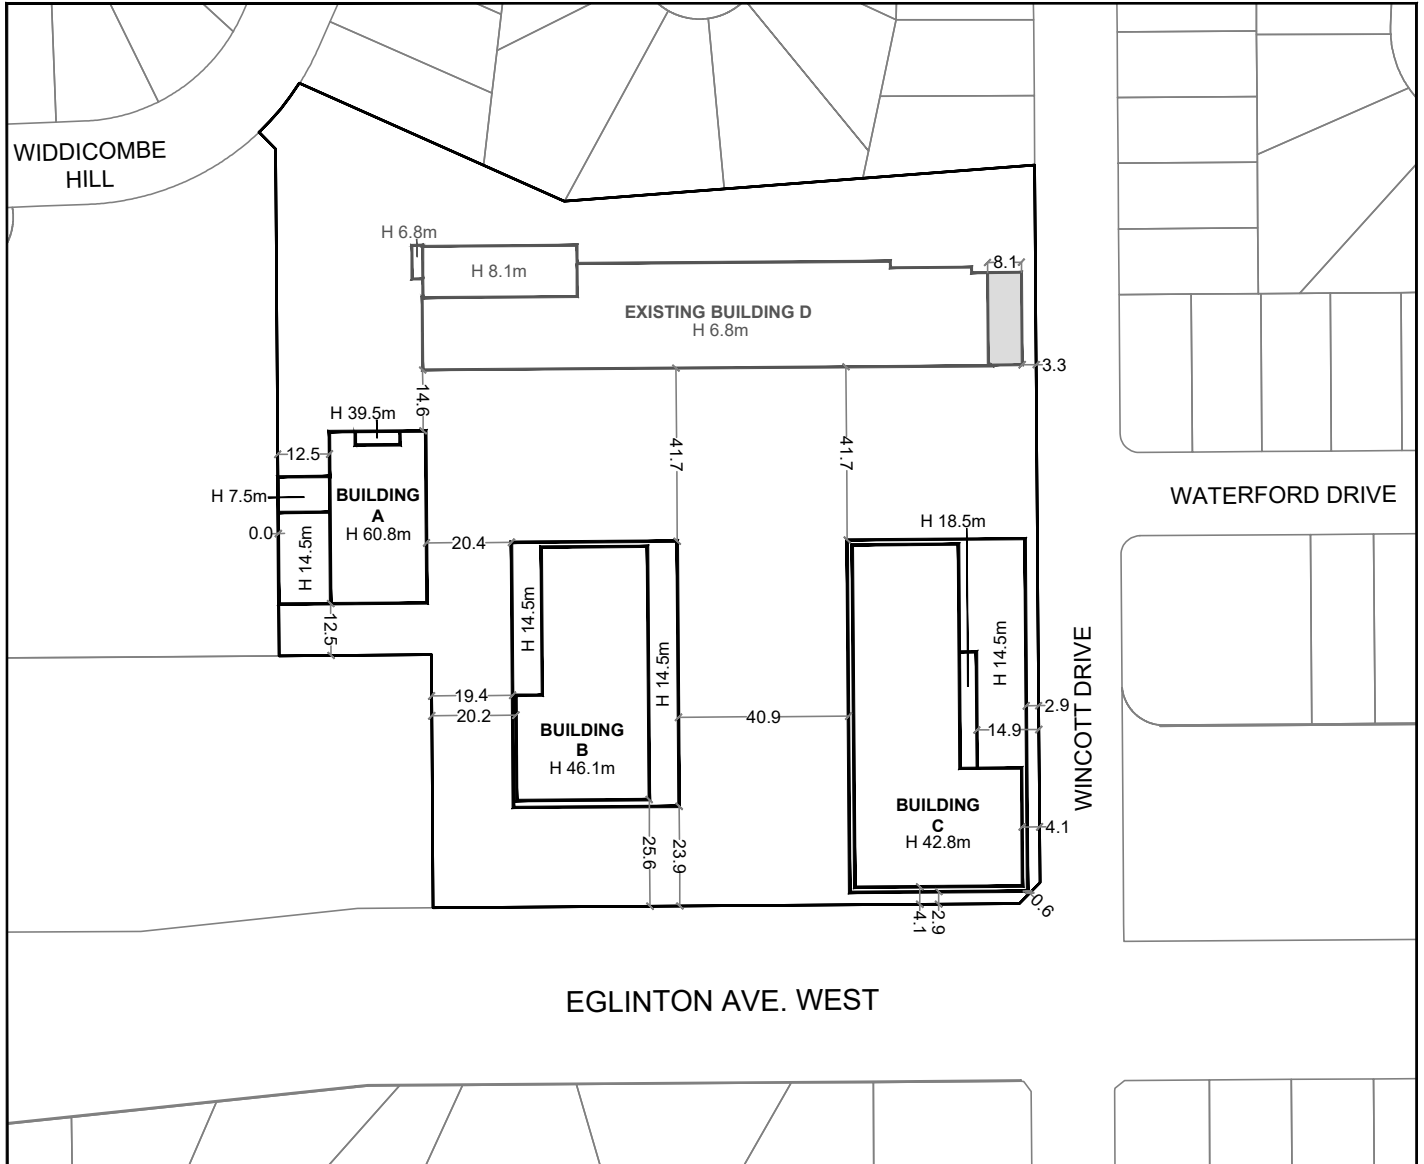 WIDDICOMBE
HILL
H 6.8m
H 8.1m
8.1
EXISTING BUILDING D
H 6.8m
3.3
14.6
H 39.5m
41.7
41.7
12.5
H 7.5m
BUILDING
A
H 60.8m
WATERFORD DRIVE
H 18.5m
0.0
20.4
H 14.5m
H 14.5m
12.5
H 14.5m
H 14.5m
WINCOTT DRIVE
19.4
20.2
40.9
2.9
14.9
BUILDING
B
H 46.1m
BUILDING
C
H 42.8m
4.1
25.6
23.9
4.1
2.9
0.6
EGLINTON AVE. WEST